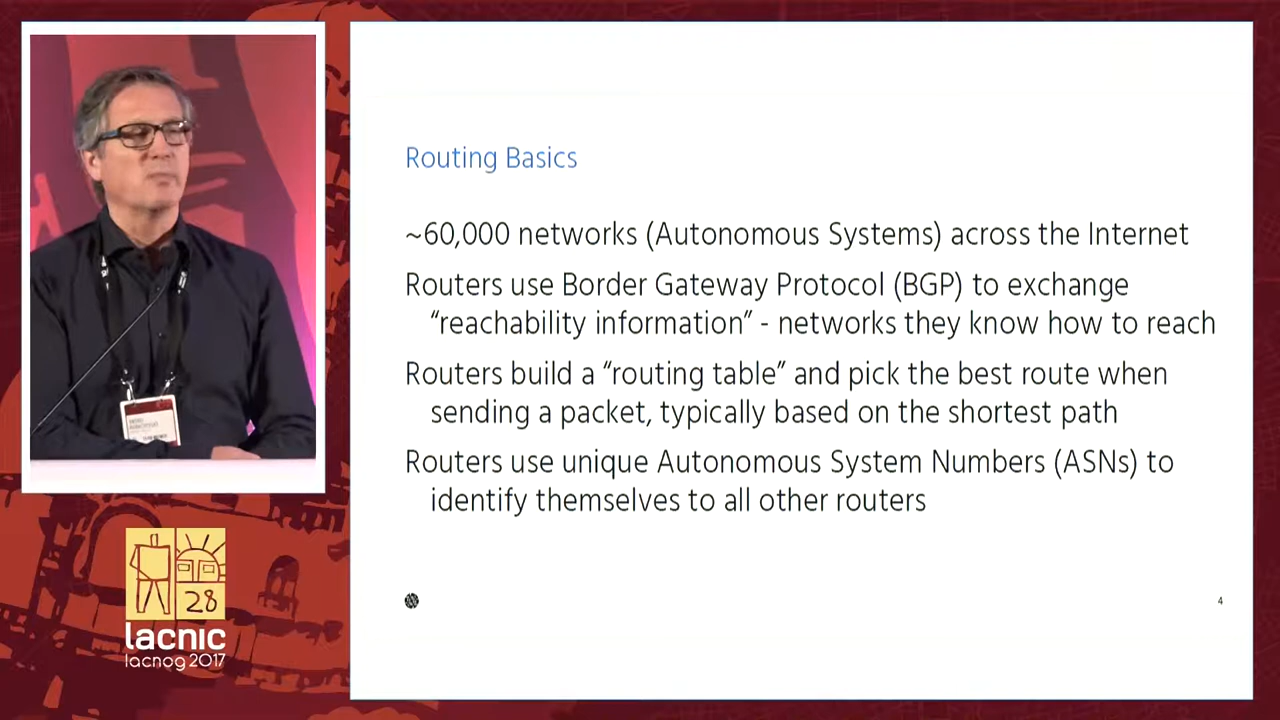 Routing Basics
~60,000 networks (Autonomous Systems) across the Internet
Routers use Border Gateway Protocol (BGP) to exchange
“reachability information” - networks they know how to reach
Routers build a “routing table” and pick the best route when
sending a packet, typically based on the shortest path
Routers use unique Autonomous System Numbers (ASNs) to
identify themselves to all other routers
4
28
lacnic
lacnog 2017